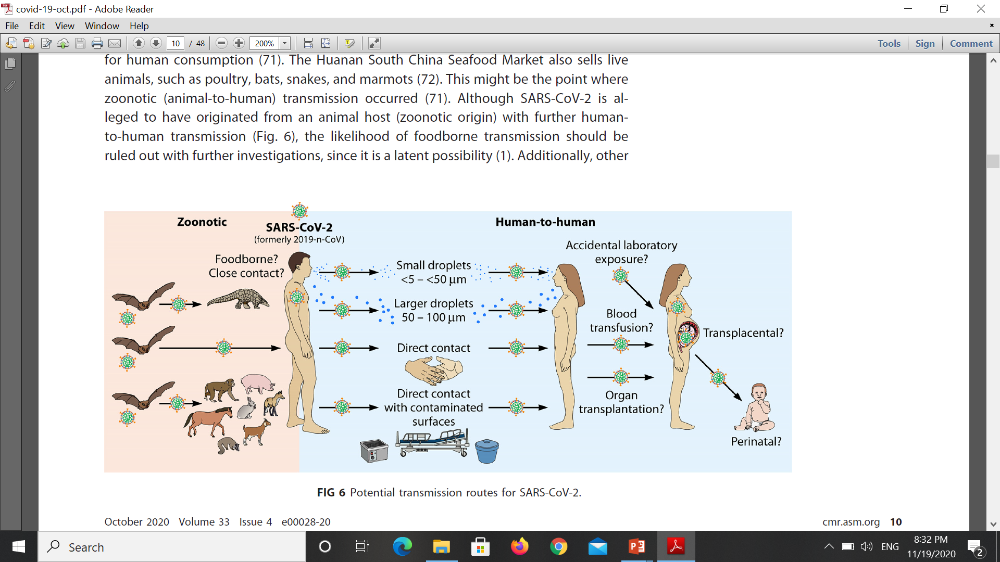 covid-19-oct.pdf - Adobe Reader
File Edit View Window Help
10 / 48 200% Tools Sign Comment
for human consumption (71). The Huanan South China Seafood Market also sells live
animals, such as poultry, bats, snakes, and marmots (72). This might be the point where
zoonotic (animal-to-human) transmission occurred (71). Although SARS-CoV-2 is al-
leged to have originated from an animal host (zoonotic origin) with further human-
to-human transmission (Fig. 6), the likelihood of foodborne transmission should be
ruled out with further investigations, since it is a latent possibility (1). Additionally, other
Zoonotic
SARS-CoV-2
(formerly 2019-n-CoV)
Human-to-human
Foodborne?
Close contact?
Small droplets
<5 – <50 µm
Larger droplets
50 – 100 µm
Direct contact
Direct contact
with contaminated
surfaces
Accidental laboratory
exposure?
Blood
transfusion?
Organ
transplantation?
Transplacental?
Perinatal?
FIG 6 Potential transmission routes for SARS-CoV-2.
October 2020 Volume 33 Issue 4 e00028-20
cmr.asm.org 10
Search
ENG
8:32 PM
11/19/2020
2